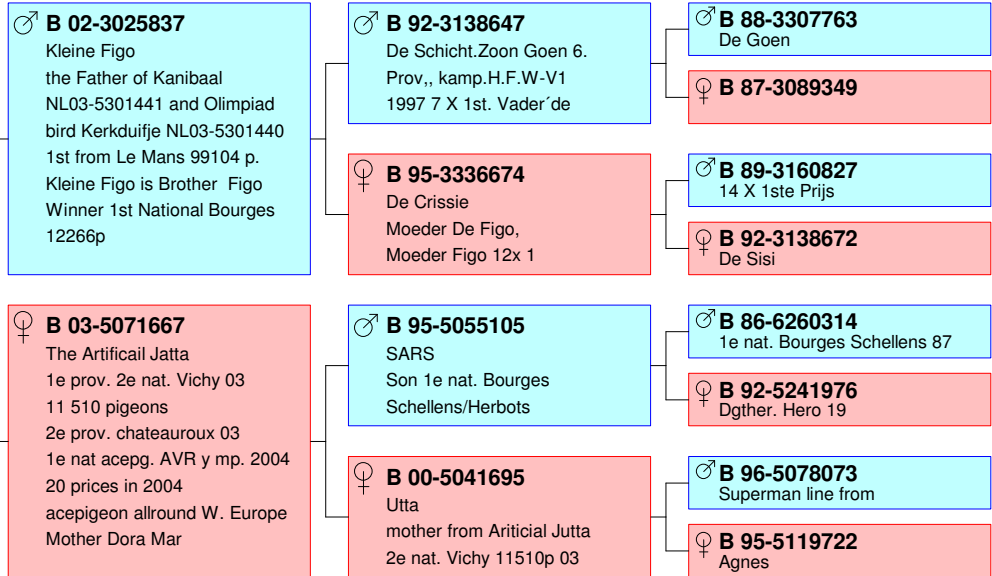 B 02-3025837
Kleine Figo
the Father of Kanibaal
NL03-5301441 and Olimpiad
bird Kerkduifje NL03-5301440
1st from Le Mans 99104 p.
Kleine Figo is Brother  Figo
Winner 1st National Bourges
12266p
B 03-5071667
The Artificail Jatta
1e prov. 2e nat. Vichy 03
11 510 pigeons
2e prov. chateauroux 03
1e nat acepg. AVR y mp. 2004
20 prices in 2004
acepigeon allround W. Europe
Mother Dora Mar
B 92-3138647
De Schicht.Zoon Goen 6.
Prov,, kamp.H.F.W-V1
1997 7 X 1st. Vader´de
B 95-3336674
De Crissie
Moeder De Figo,
Moeder Figo 12x 1
B 95-5055105
SARS
Son 1e nat. Bourges
Schellens/Herbots
B 00-5041695
Utta
mother from Ariticial Jutta
2e nat. Vichy 11510p 03
B 88-3307763
De Goen
B 87-3089349
B 89-3160827
14 X 1ste Prijs
B 92-3138672
De Sisi
B 86-6260314
1e nat. Bourges Schellens 87
B 92-5241976
Dgther. Hero 19
B 96-5078073
Superman line from
B 95-5119722
Agnes